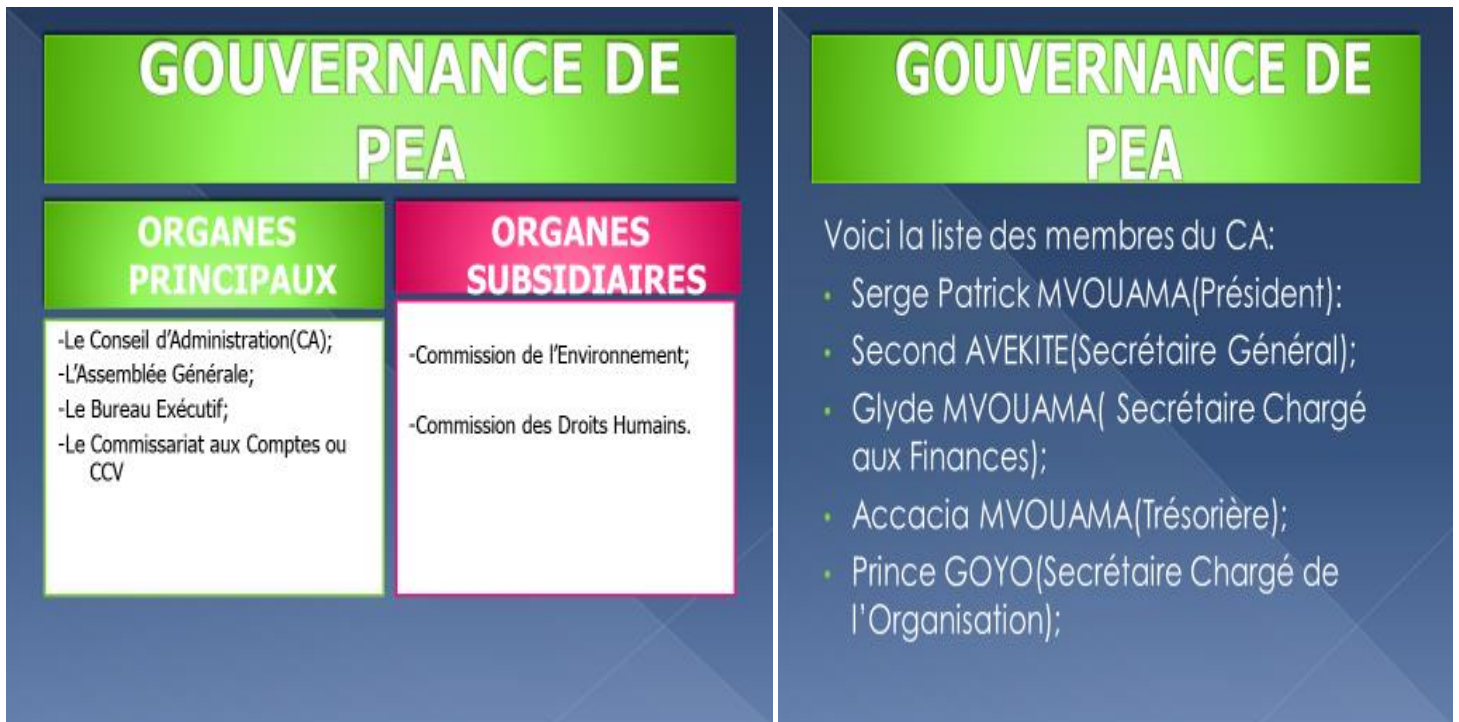 GOUVERNANCE DE
PEA
ORGANES
PRINCIPAUX
-Le Conseil d'Administration(CA);
-L'Assemblée Générale;
-Le Bureau Exécutif;
-Le Commissariat aux Comptes ou
CCV
ORGANES
SUBSIDIAIRES
-Commission de l'Environnement;
-Commission des Droits Humains.
GOUVERNANCE DE
PEA
Voici la liste des membres du CA:
• Serge Patrick MVOUAMA(Président):
• Second AVEKITE(Secrétaire Général);
• Glyde MVOUAMA( Secrétaire Chargé
aux Finances);
• Accacia MVOUAMA(Trésorière);
• Prince GOYO(Secrétaire Chargé de
l'Organisation);